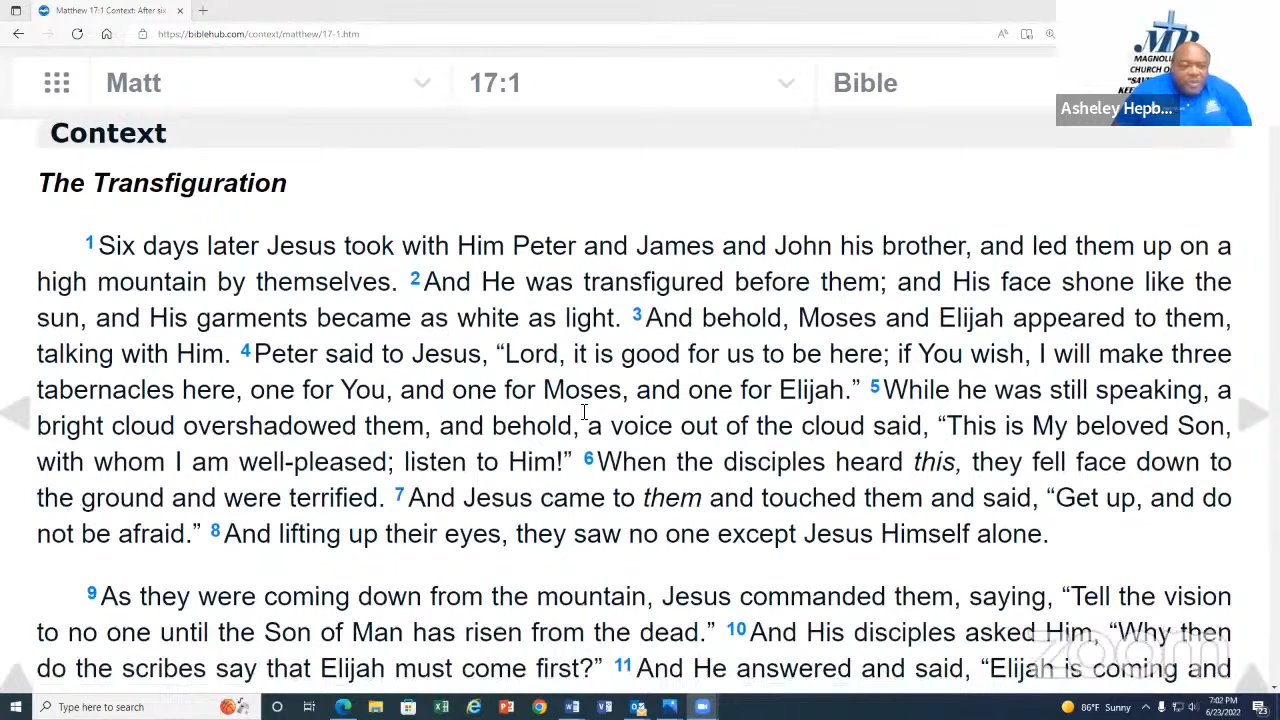 Matthew 17:1 Context: After six
https://biblehub.com/context/matthew/17-1.htm
Matt
17:1
Bible
MAGNOLI
CHURCH O
Asheley Hepb...
Context
The Transfiguration
1 Six days later Jesus took with Him Peter and James and John his brother, and led them up on a
high mountain by themselves. 2 And He was transfigured before them; and His face shone like the
sun, and His garments became as white as light. 3 And behold, Moses and Elijah appeared to them,
talking with Him. 4 Peter said to Jesus, “Lord, it is good for us to be here; if You wish, I will make three
tabernacles here, one for You, and one for Moses, and one for Elijah.” 5 While he was still speaking, a
bright cloud overshadowed them, and behold, a voice out of the cloud said, “This is My beloved Son,
with whom I am well-pleased; listen to Him!” 6 When the disciples heard this, they fell face down to
the ground and were terrified. 7 And Jesus came to them and touched them and said, “Get up, and do
not be afraid.” 8 And lifting up their eyes, they saw no one except Jesus Himself alone.
9 As they were coming down from the mountain, Jesus commanded them, saying, “Tell the vision
to no one until the Son of Man has risen from the dead.” 10 And His disciples asked Him, “Why then
do the scribes say that Elijah must come first?” 11 And He answered and said, “Elijah is coming and
zoom
Type here to search
86°F Sunny
7:02 PM
6/23/2022
23